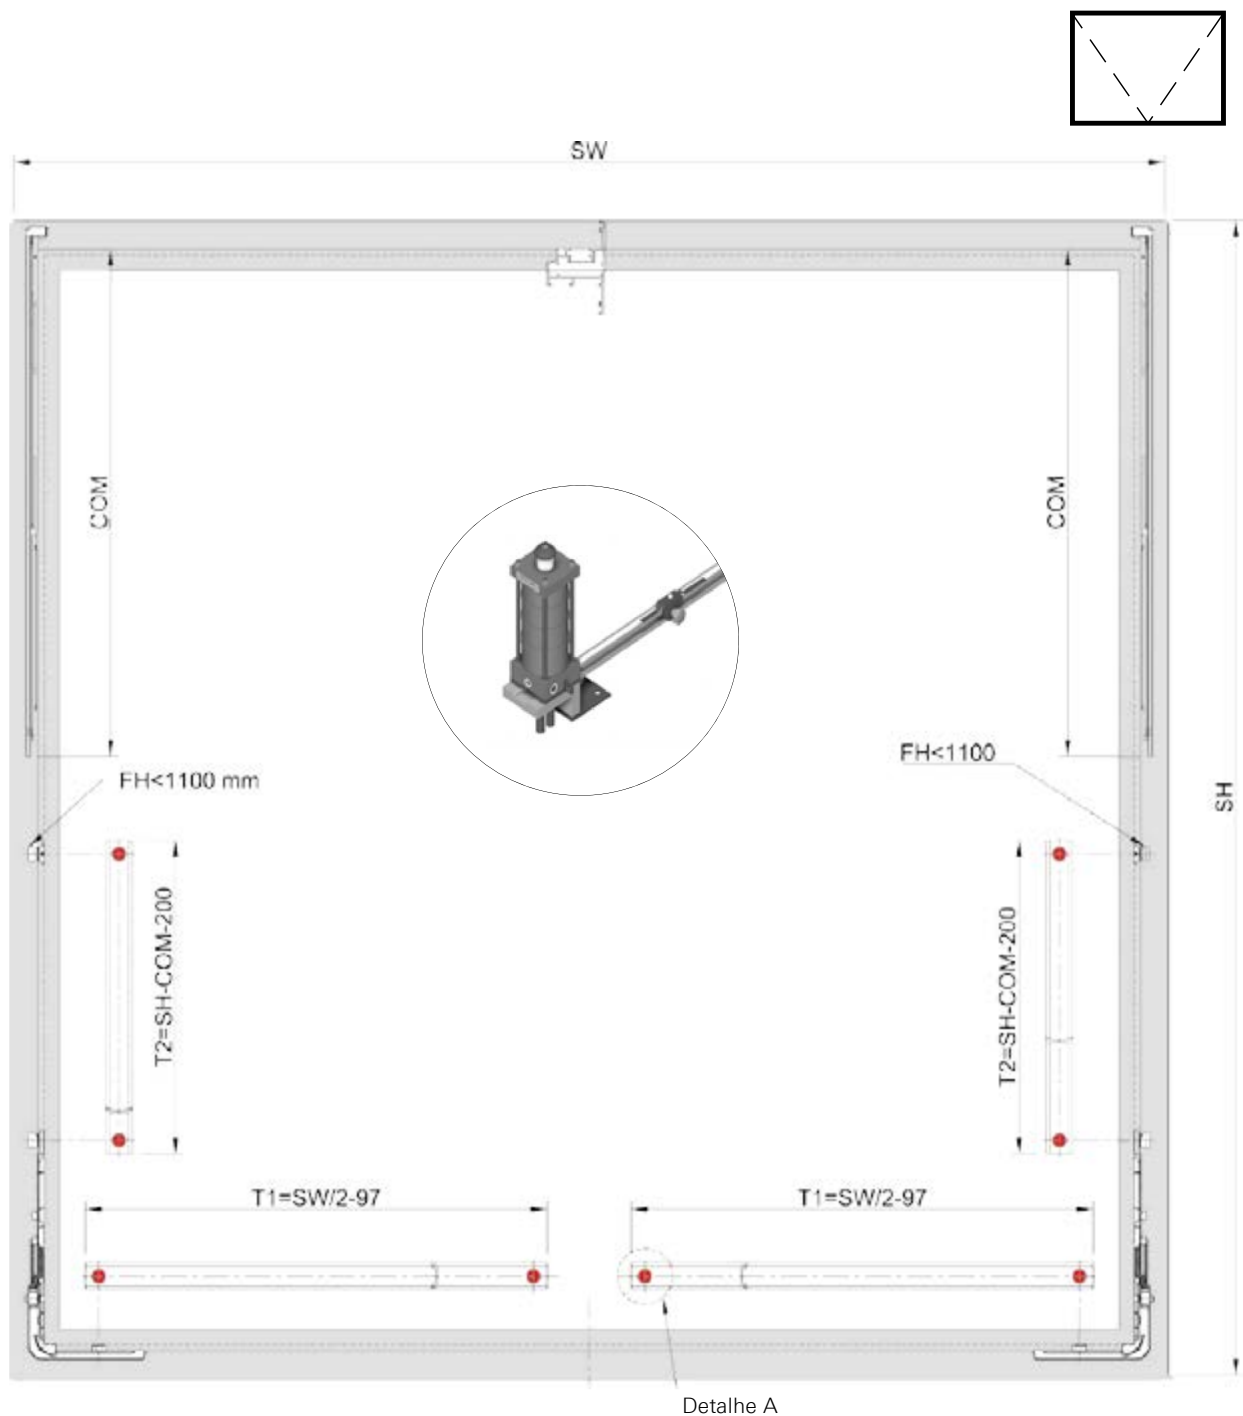 SW
COM
COM
FH<1100
FH<1100 mm
SH
T2=SH-COM-200
T2=SH-COM-200
T1=SW/2-97
T1=SW/2-97
Detalhe A